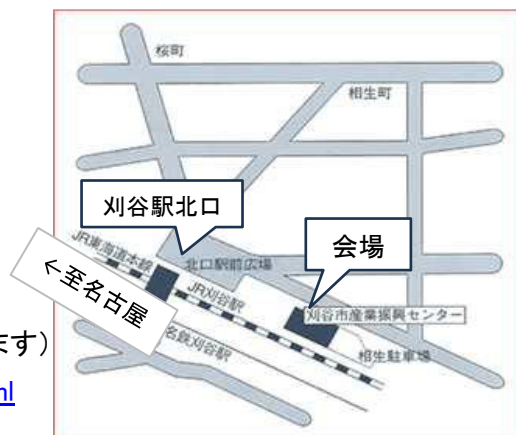 桜町
相生町
刈谷駅北口
会場
JR東海道本線
北口駅前広場
←至名古屋
JR刈谷駅
刈谷市産業振興センター
名鉄刈谷駅
相生駐車場
ます）
ml